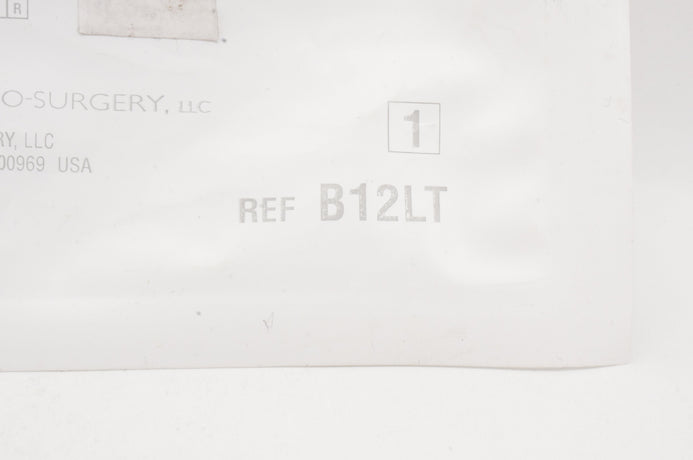 R
O-SURGERY, LLC
1
RY, LLC
00969 USA
REF B12LT